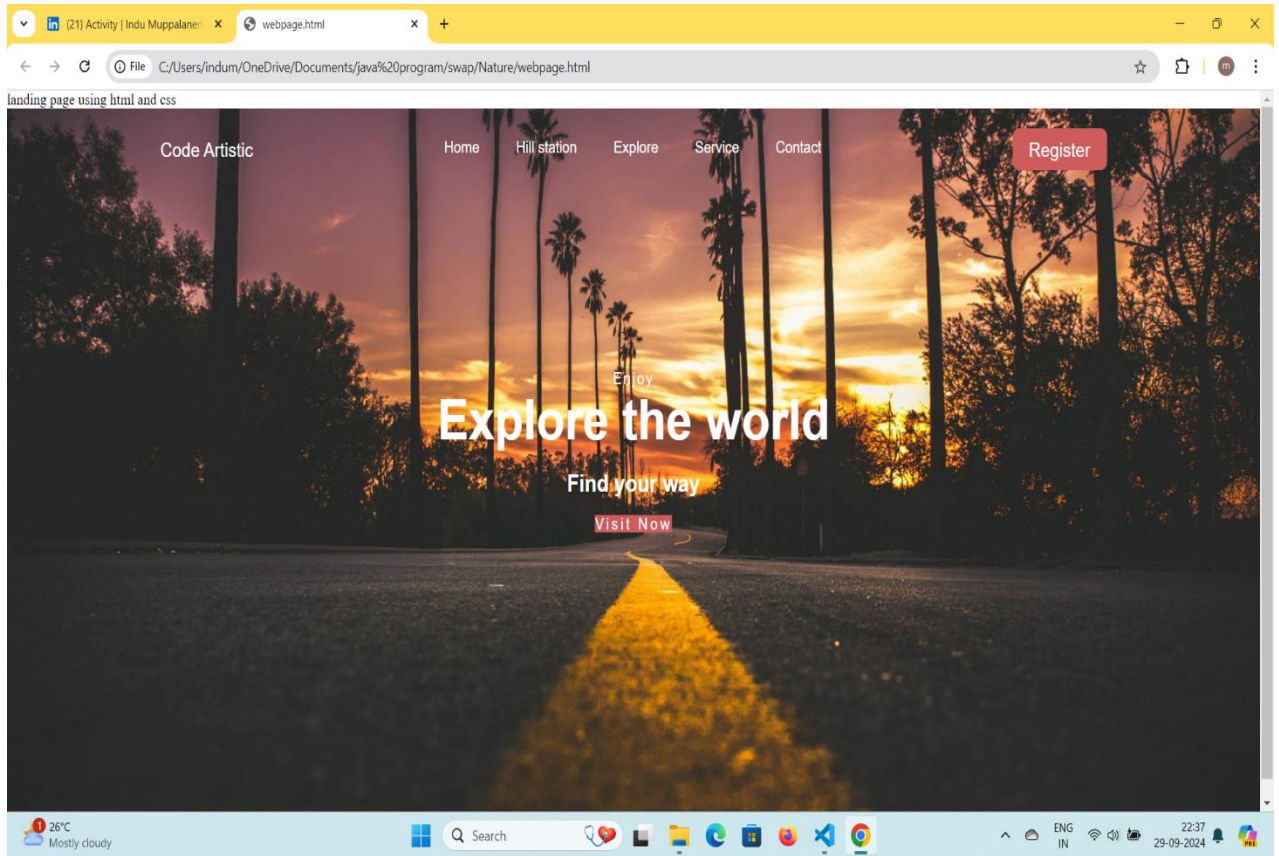 (21) Activity | Indu Muppalanen
webpage.html
File C:/Users/indum/OneDrive/Documents/java%20program/swap/Nature/webpage.html
m
landing page using html and css
Code Artistic Home Hill station Explore Service Contact Register
Enjoy
Explore the world
Find your way
Visit Now
1 26°C
Mostly cloudy
Search
ENG
IN
22:37
29-09-2024
PRE